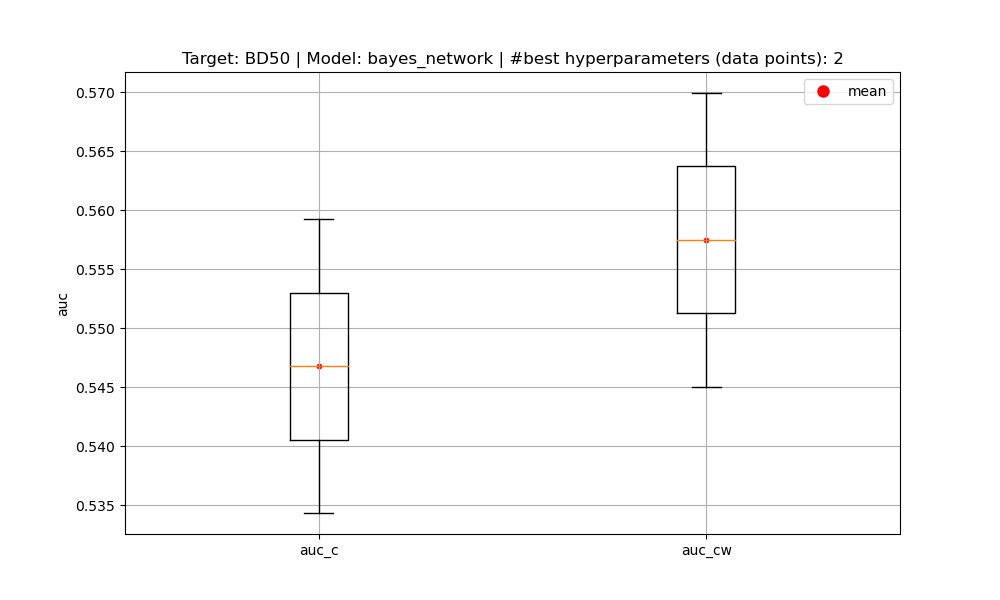 Target: BD50 | Model: bayes_network | #best hyperparameters (data points): 2
mean
0.570
0.565
0.560
0.555
0.550
0.545
0.540
0.535
auc
auc_c
auc_cw